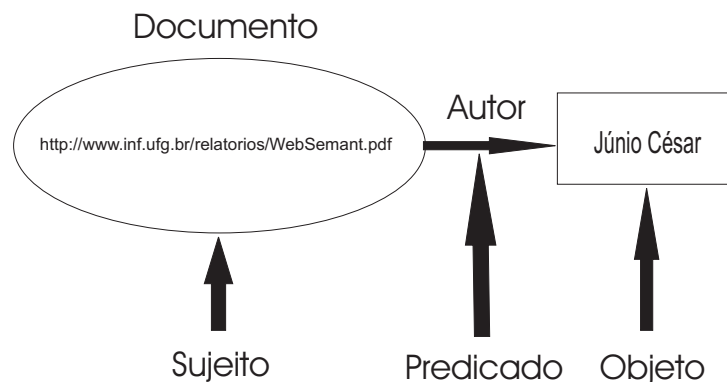 Documento
Autor
http://www.inf.ufg.br/relatorios/WebSemant.pdf
Júnio César
Sujeito
Predicado
Objeto